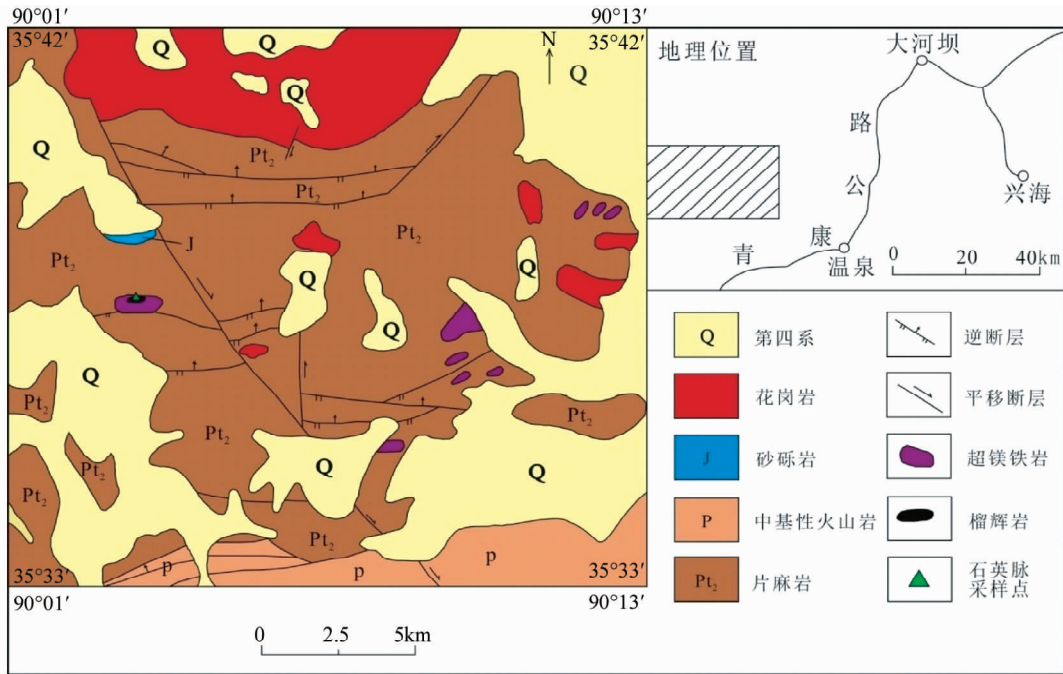 90°01′
90°13′
35°42′
35°42′
N
Q
Q
Q
Q
Q
Q
Pt₂
Pt₂
Pt₂
J
Pt₂
Q
Q
Q
Q
Pt₂
Pt₂
Pt₂
Pt₂
Q
Q
Pt₂
P
P
P
35°33′
35°33′
90°01′
90°13′
0 2.5 5km
地理位置
大河坝
路
公
康
青
温泉
兴海
0 20 40km
Q 第四系
花岗岩
J 砂砾岩
P 中基性火山岩
Pt₂ 片麻岩
逆断层
平移断层
超镁铁岩
榴辉岩
石英脉
采样点